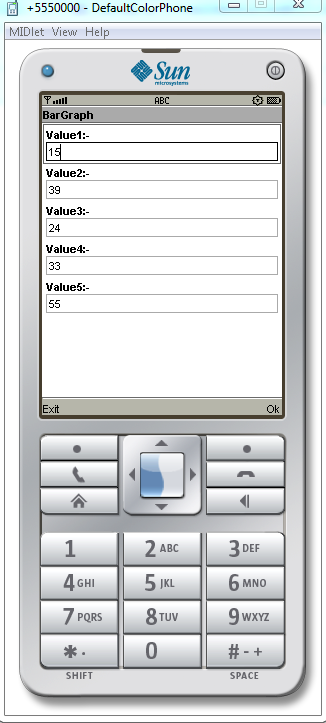 +5550000 - DefaultColorPhone
MIDlet View Help
Sun
microsystems
ABC
BarGraph
Value1:-
15
Value2:-
39
Value3:-
24
Value4:-
33
Value5:-
55
Exit Ok
1 2 ABC 3 DEF
4 GHI 5 JKL 6 MNO
7 PQRS 8 TUV 9 WXYZ
* . 0 # - +
SHIFT SPACE